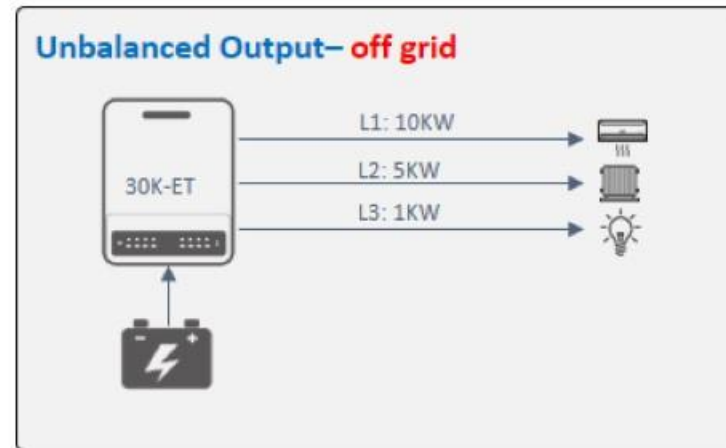 Unbalanced Output– off grid
L1: 10KW
L2: 5KW
30K-ET
L3: 1KW